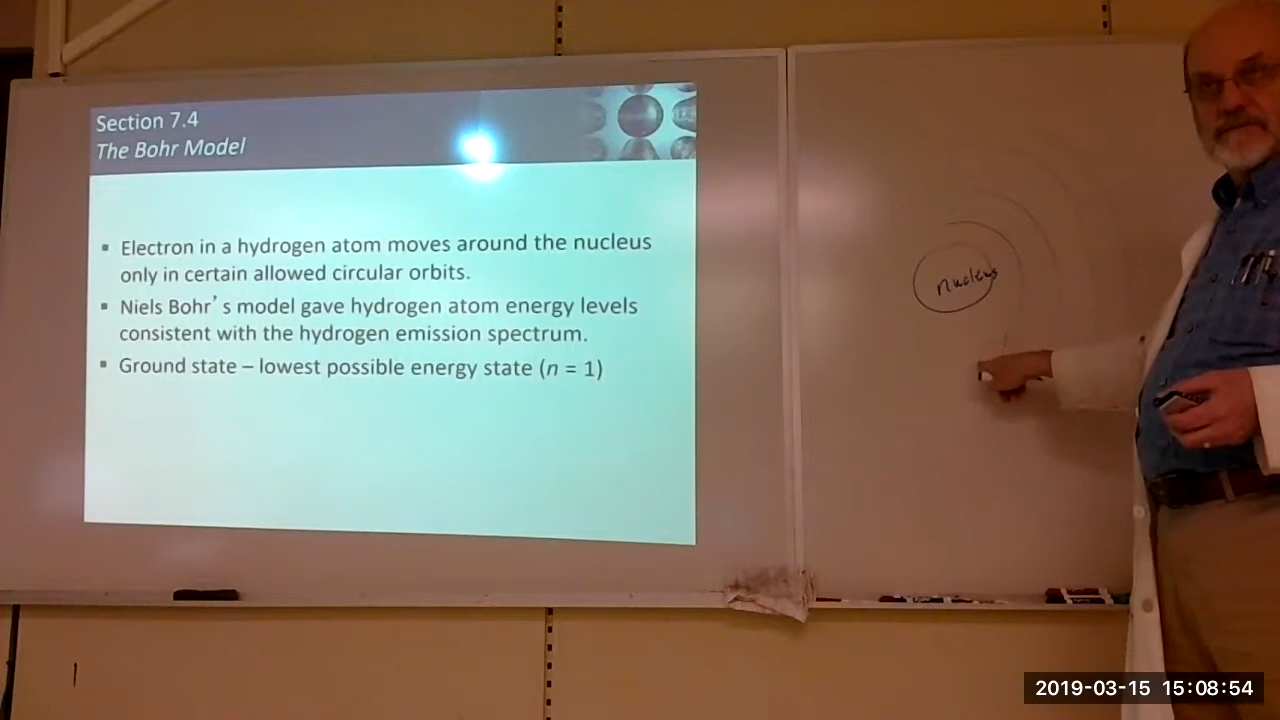 Section 7.4
The Bohr Model
▪ Electron in a hydrogen atom moves around the nucleus
only in certain allowed circular orbits.
▪ Niels Bohr's model gave hydrogen atom energy levels
consistent with the hydrogen emission spectrum.
▪ Ground state – lowest possible energy state (n = 1)
nucleus
2019-03-15 15:08:54